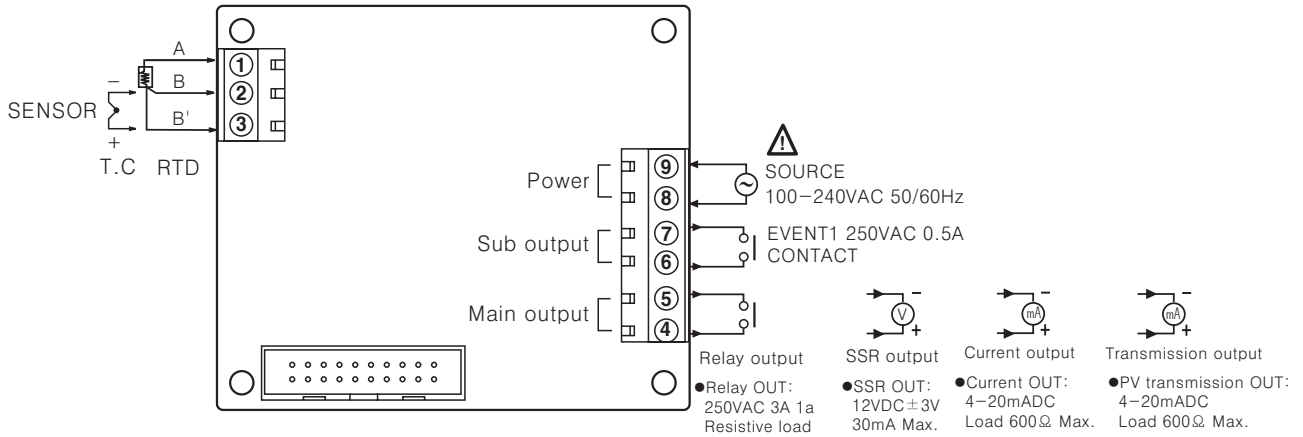 A
B
B'
−
SENSOR
+
T.C RTD
1
2
3
Power
Sub output
Main output
9
8
7
6
5
4
!
SOURCE
100−240VAC 50/60Hz
EVENT1 250VAC 0.5A
CONTACT
Relay output
●Relay OUT:
250VAC 3A 1a
Resistive load
−
V
+
SSR output
●SSR OUT:
12VDC±3V
30mA Max.
−
mA
+
Current output
●Current OUT:
4−20mADC
Load 600Ω Max.
−
mA
+
Transmission output
●PV transmission OUT:
4−20mADC
Load 600Ω Max.